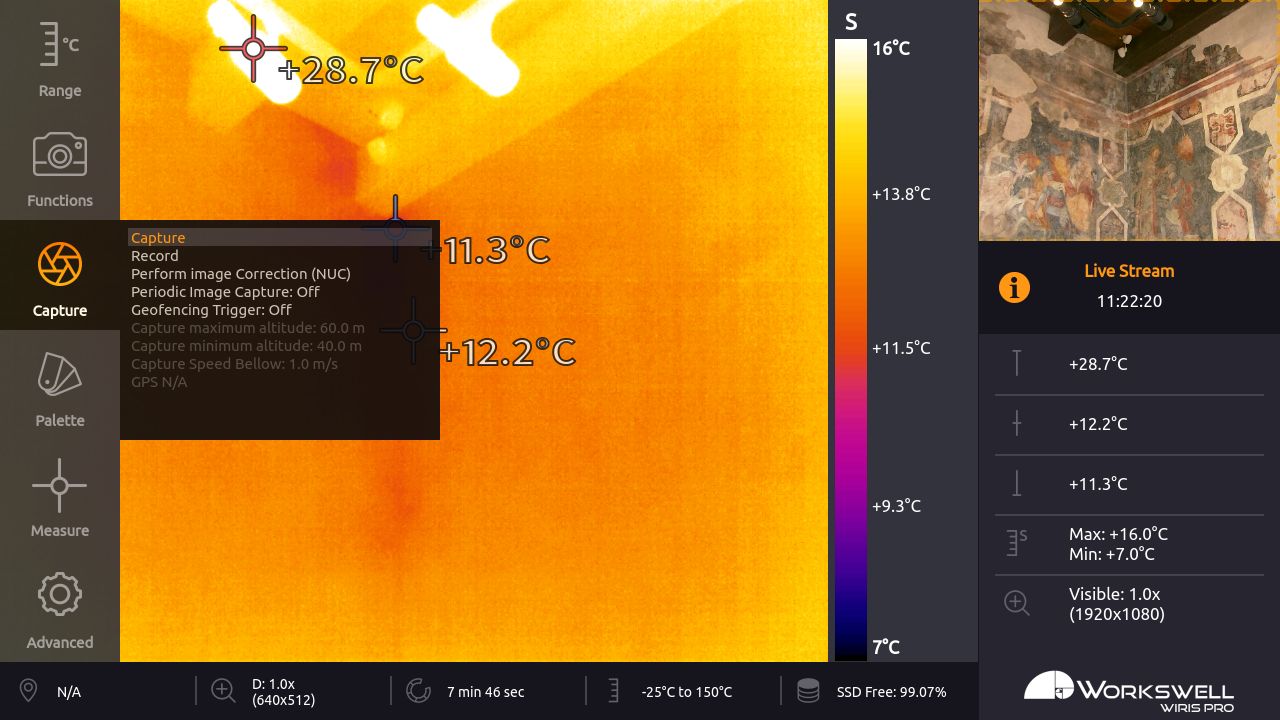 °C
Range
Functions
Capture
Palette
Measure
Advanced
+28.7°C
+11.3°C
+12.2°C
Capture
Record
Perform image Correction (NUC)
Periodic Image Capture: Off
Geofencing Trigger: Off
Capture maximum altitude: 60.0 m
Capture minimum altitude: 40.0 m
Capture Speed Bellow: 1.0 m/s
GPS N/A
S
16°C
+13.8°C
+11.5°C
+9.3°C
7°C
i
Live Stream
11:22:20
+28.7°C
+12.2°C
+11.3°C
S
Max: +16.0°C
Min: +7.0°C
Visible: 1.0x
(1920x1080)
N/A
D: 1.0x
(640x512)
7 min 46 sec
-25°C to 150°C
SSD Free: 99.07%
WORKSWELL
WIRIS PRO